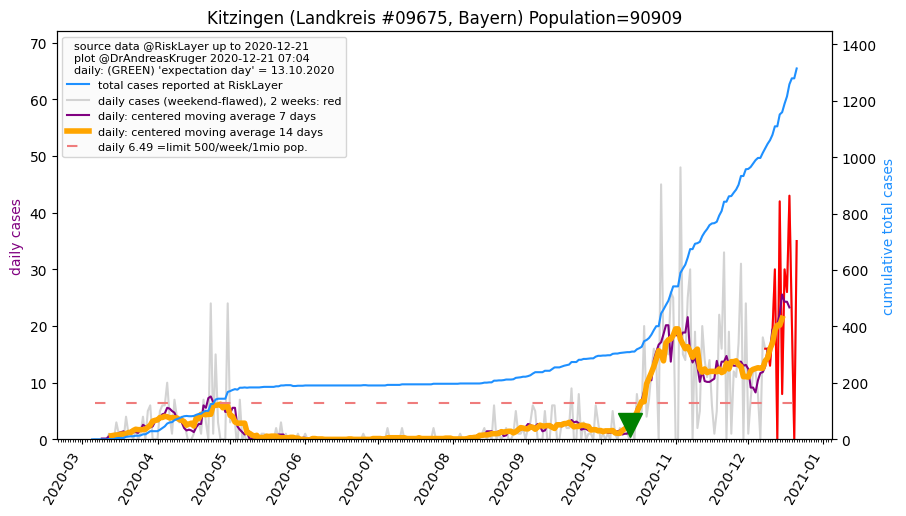 Kitzingen (Landkreis #09675, Bayern) Population=90909
source data @RiskLayer up to 2020-12-21
plot @DrAndreasKruger 2020-12-21 07:04
daily: (GREEN) 'expectation day' = 13.10.2020
total cases reported at RiskLayer
daily cases (weekend-flawed), 2 weeks: red
daily: centered moving average 7 days
daily: centered moving average 14 days
daily 6.49 =limit 500/week/1mio pop.
daily cases
70
60
50
40
30
20
10
0
1400
1200
1000
800
600
400
200
0
cumulative total cases
2020-03
2020-04
2020-05
2020-06
2020-07
2020-08
2020-09
2020-10
2020-11
2020-12
2021-01